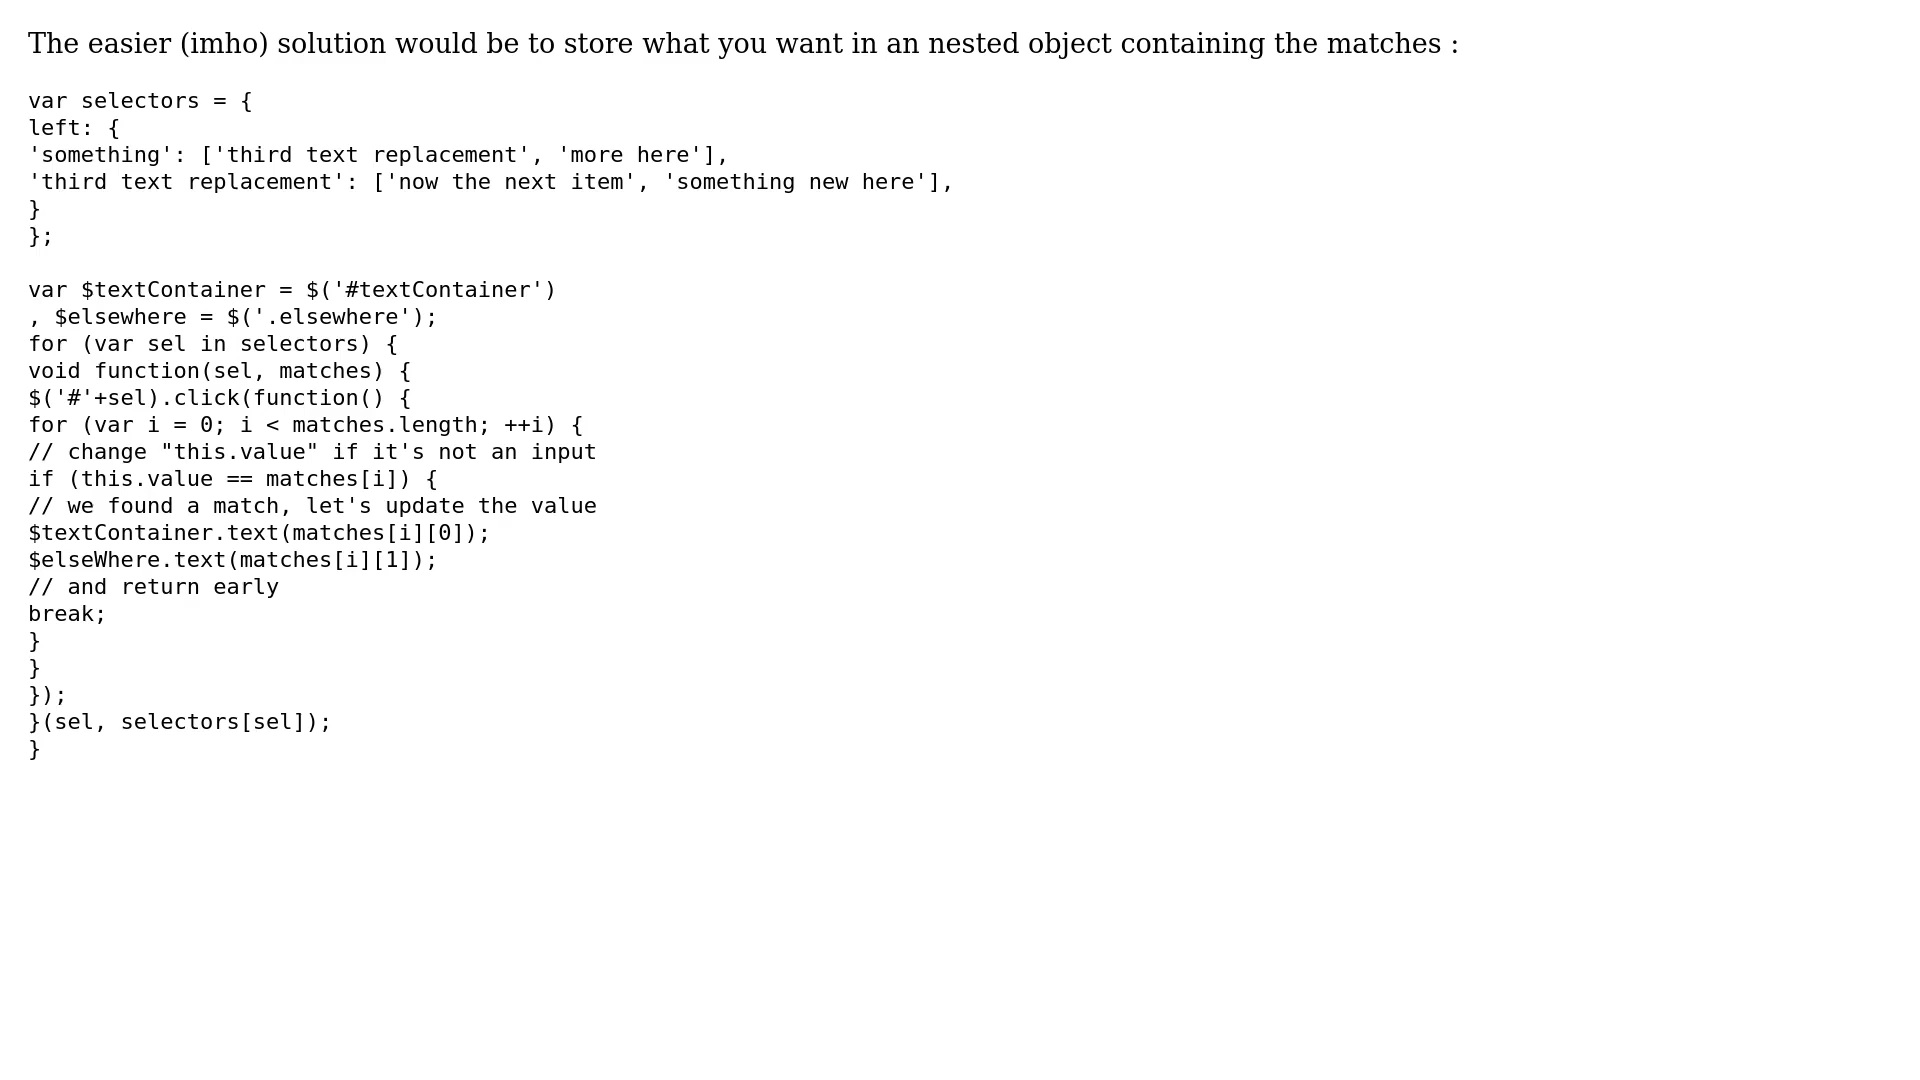 The easier (imho) solution would be to store what you want in an nested object containing the matches :
var selectors = {
left: {
'something': ['third text replacement', 'more here'],
'third text replacement': ['now the next item', 'something new here'],
}
};
var $textContainer = $('#textContainer')
, $elsewhere = $('.elsewhere');
for (var sel in selectors) {
void function(sel, matches) {
$('#'+sel).click(function() {
for (var i = 0; i < matches.length; ++i) {
// change "this.value" if it's not an input
if (this.value == matches[i]) {
// we found a match, let's update the value
$textContainer.text(matches[i][0]);
$elseWhere.text(matches[i][1]);
// and return early
break;
}
}
});
}(sel, selectors[sel]);
}